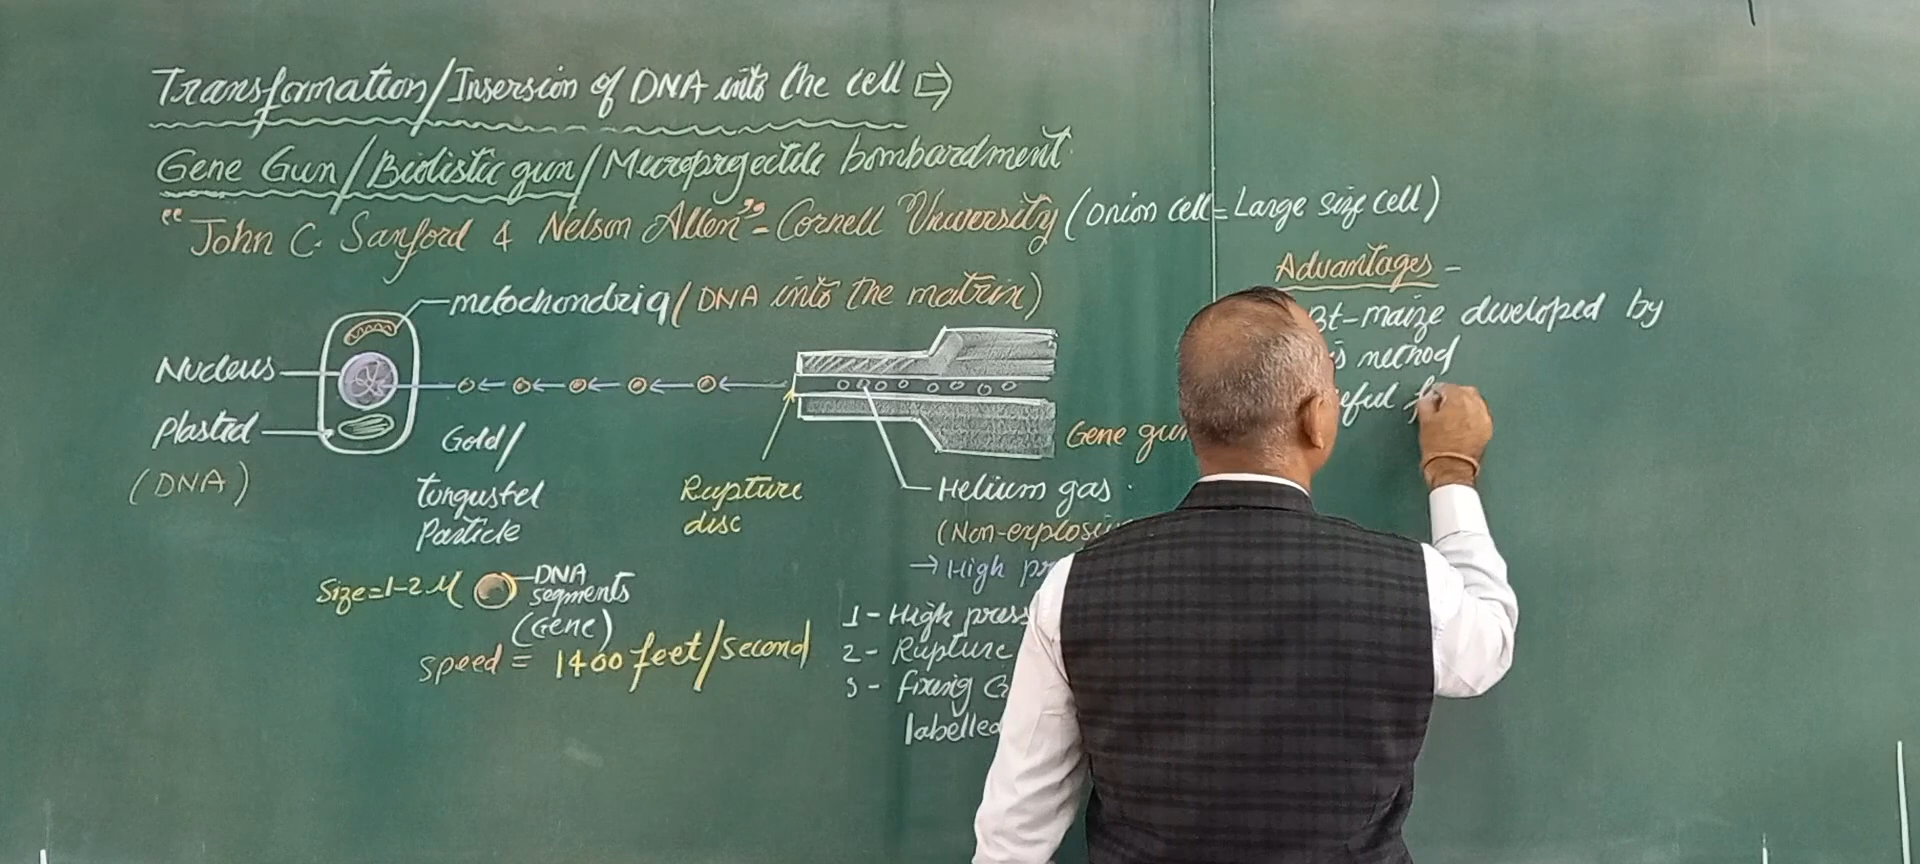 Transformation/Insersion of DNA into the cell ⇨
Gene Gun/Biolistic gun/Microprojectile bombardment
"John C. Sanford & Nelson Allen" - Cornell University (Onion cell = Large size cell)
Advantages -
mitochondria/(DNA into the matrix)
Bt-maize developed by
method
Nucleus
Plastid
(DNA)
Gold/
tongustel
Particle
Rupture
disc
Gene gun
Helium gas
(Non-explosi
→ High pr
Size=1-2 M
DNA
segments
(Gene)
speed = 1400 feet/second
1- High press
2- Rupture
3- fixing
labelled